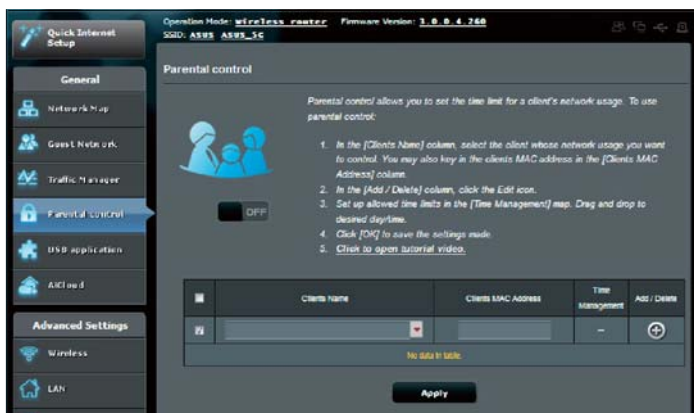 Quick Internet
Setup
General
Network Map
Guest Network
Traffic Manager
Parental control
USB application
AiCloud
Advanced Settings
Wireless
LAN
Operation Mode: Wireless router Firmware Version: 3.0.0.4.260
SSID: ASUS ASUS_5G
Parental control
Parental control allows you to set the time limit for a client's network usage. To use
parental control:
1. In the [Clients Name] column, select the client whose network usage you want
to control. You may also key in the clients MAC address in the [Clients MAC
Address] column.
2. In the [Add / Delete] column, click the Edit icon.
3. Set up allowed time limits in the [Time Management] map. Drag and drop to
desired day/time.
4. Click [OK] to save the settings made.
5. Click to open tutorial video.
OFF
Clients Name
Clients MAC Address
Time
Management
Add / Delete
–
No data in table.
Apply